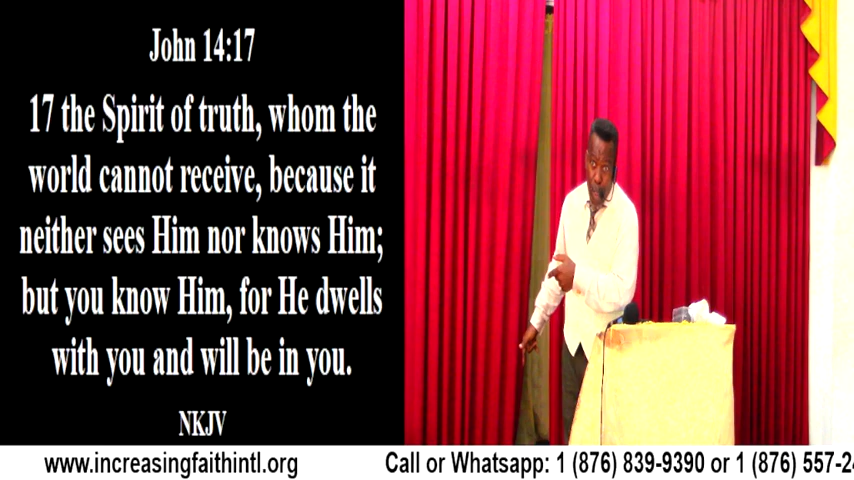 John 14:17
17 the Spirit of truth, whom the
world cannot receive, because it
neither sees Him nor knows Him;
but you know Him, for He dwells
with you and will be in you.
NKJV
www.increasingfaithintl.org
Call or Whatsapp: 1 (876) 839-9390 or 1 (876) 557-2